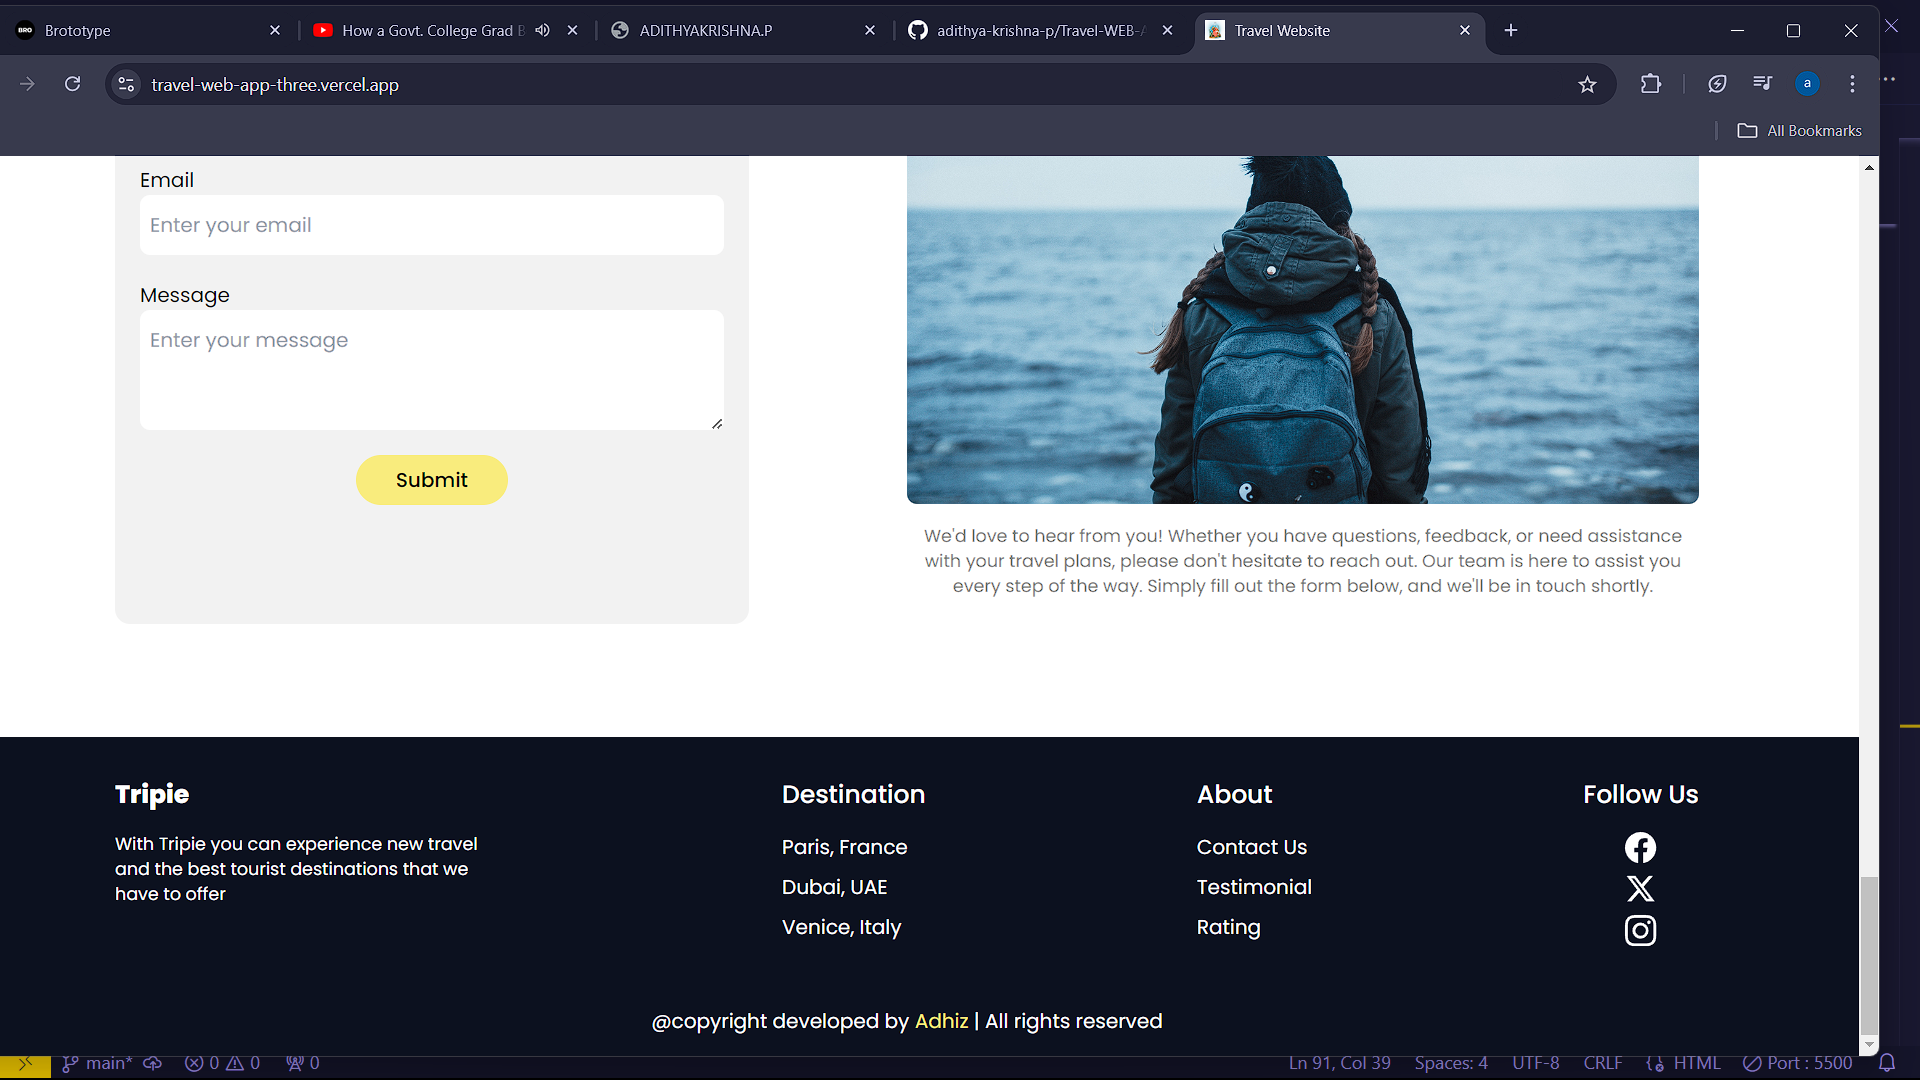 Brototype
How a Govt. College Grad B
ADITHYAKRISHNA.P
adithya-krishna-p/Travel-WEB-A
Travel Website
travel-web-app-three.vercel.app
a
All Bookmarks
Email
Enter your email
Message
Enter your message
Submit
We'd love to hear from you! Whether you have questions, feedback, or need assistance
with your travel plans, please don't hesitate to reach out. Our team is here to assist you
every step of the way. Simply fill out the form below, and we'll be in touch shortly.
Tripie
With Tripie you can experience new travel
and the best tourist destinations that we
have to offer
Destination
Paris, France
Dubai, UAE
Venice, Italy
About
Contact Us
Testimonial
Rating
Follow Us
@copyright developed by Adhiz | All rights reserved
main* 0 0 0 Ln 91, Col 39 Spaces: 4 UTF-8 CRLF HTML Port : 5500